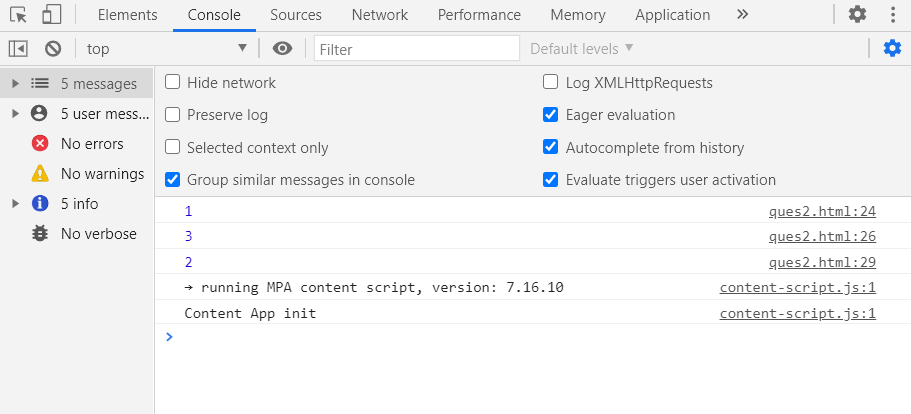 Elements Console Sources Network Performance Memory Application
top Filter Default levels
5 messages
5 user mess...
No errors
No warnings
5 info
No verbose
Hide network Log XMLHttpRequests
Preserve log Eager evaluation
Selected context only Autocomplete from history
Group similar messages in console Evaluate triggers user activation
1 ques2.html:24
3 ques2.html:26
2 ques2.html:29
→ running MPA content script, version: 7.16.10 content-script.js:1
Content App init content-script.js:1
>